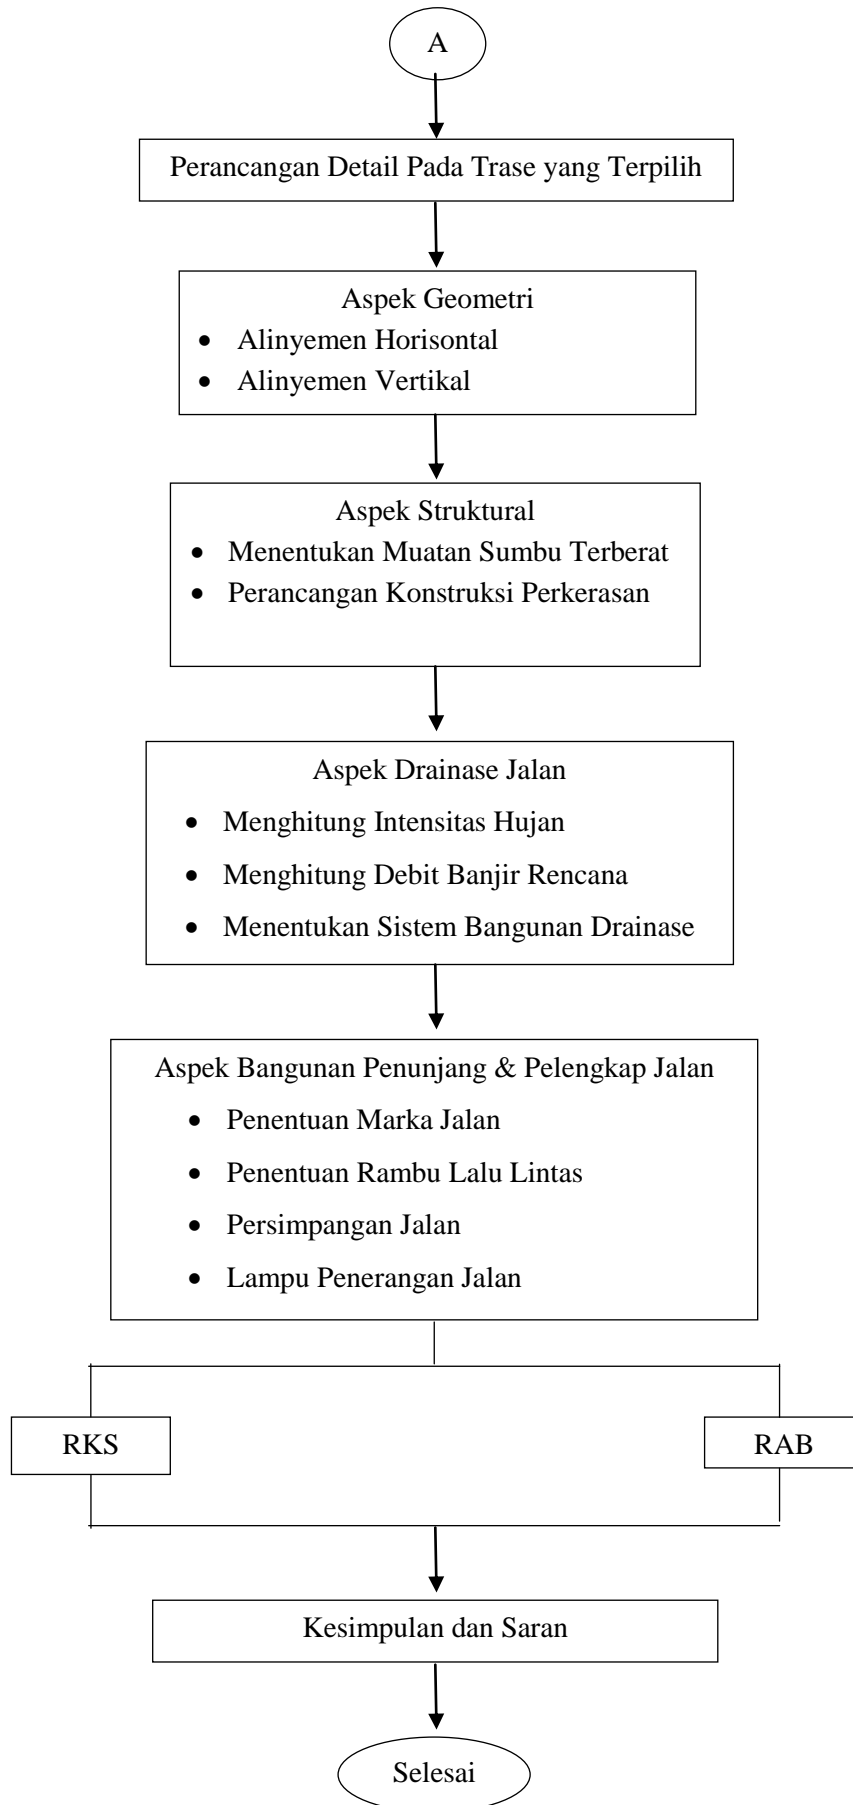 A
Perancangan Detail Pada Trase yang Terpilih
Aspek Geometri
• Alinyemen Horisontal
• Alinyemen Vertikal
Aspek Struktural
• Menentukan Muatan Sumbu Terberat
• Perancangan Konstruksi Perkerasan
Aspek Drainase Jalan
• Menghitung Intensitas Hujan
• Menghitung Debit Banjir Rencana
• Menentukan Sistem Bangunan Drainase
Aspek Bangunan Penunjang & Pelengkap Jalan
• Penentuan Marka Jalan
• Penentuan Rambu Lalu Lintas
• Persimpangan Jalan
• Lampu Penerangan Jalan
RKS
RAB
Kesimpulan dan Saran
Selesai